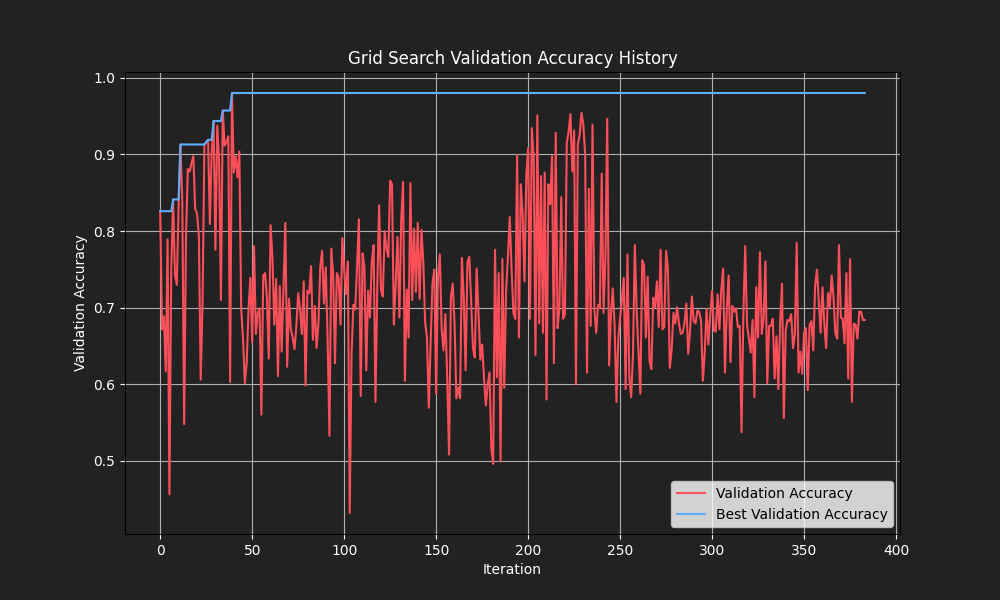 Grid Search Validation Accuracy History
1.0
0.9
0.8
0.7
0.6
0.5
Validation Accuracy
0 50 100 150 200 250 300 350 400
Iteration
Validation Accuracy
Best Validation Accuracy